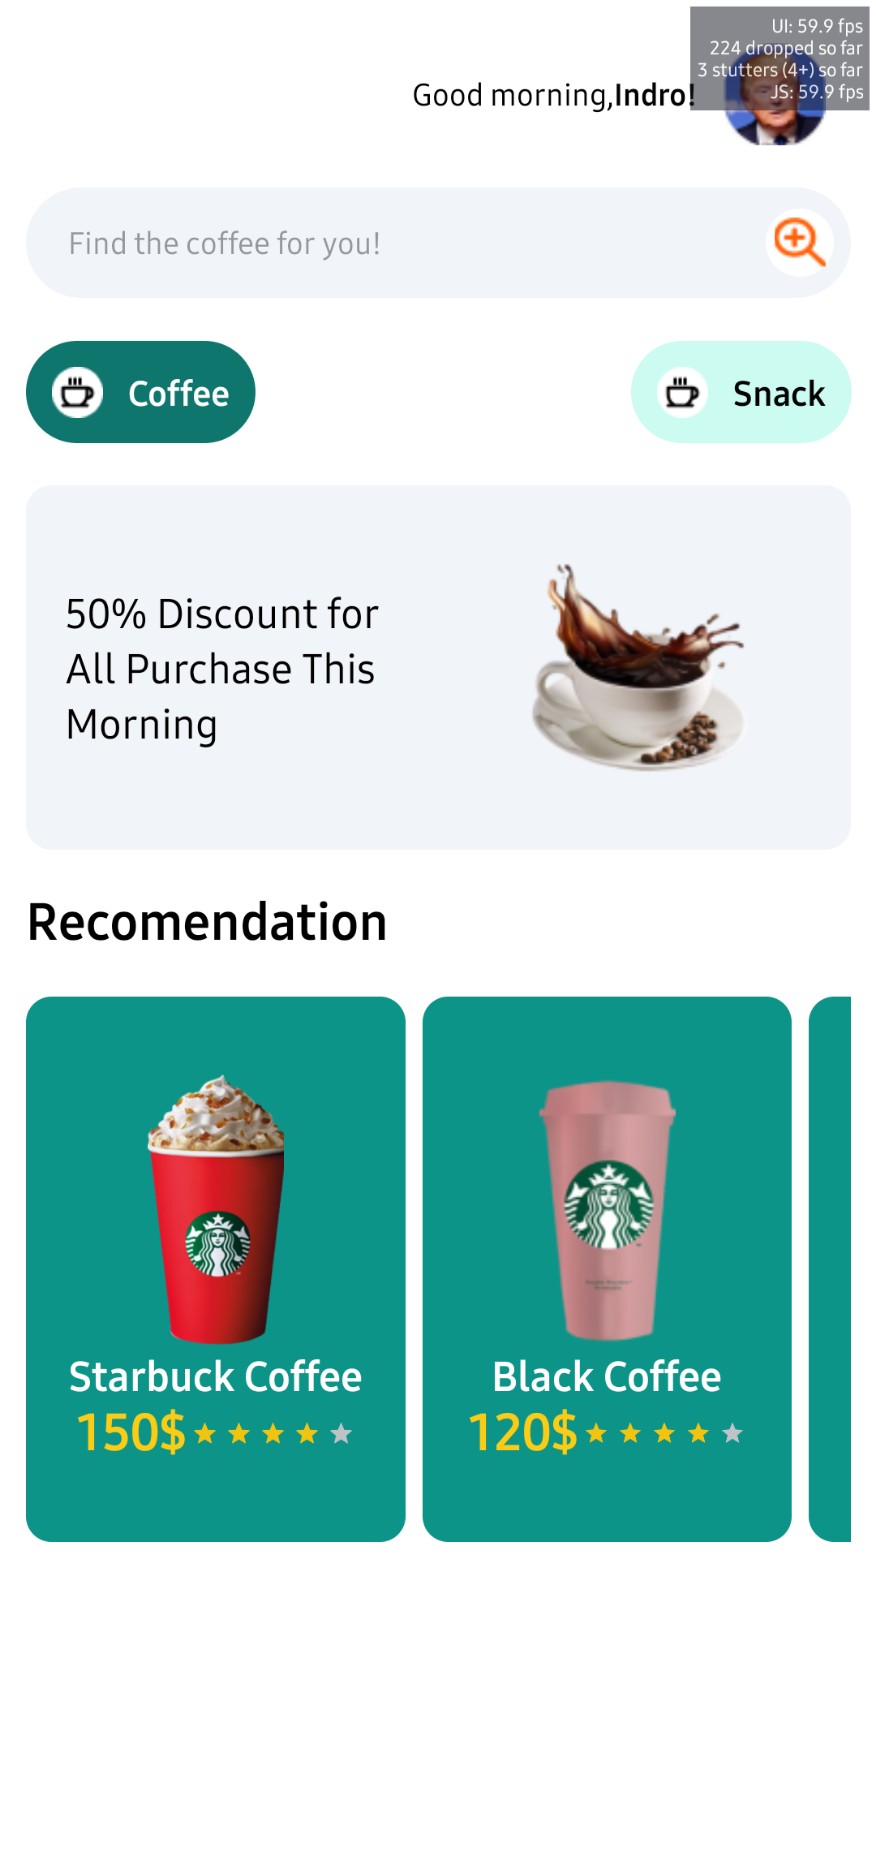 UI: 59.9 fps
224 dropped so far
3 stutters (4+) so far
JS: 59.9 fps
Good morning,Indro!
Find the coffee for you!
Coffee
Snack
50% Discount for
All Purchase This
Morning
Recomendation
Starbuck Coffee
150$
Black Coffee
120$